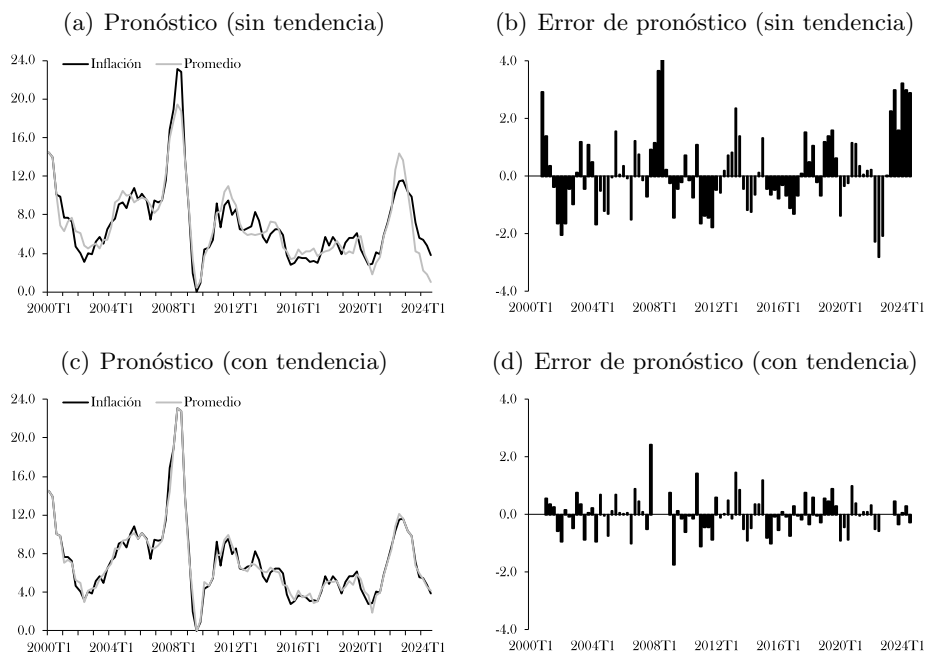 (a) Pronóstico (sin tendencia)
24.0
20.0
16.0
12.0
8.0
4.0
0.0
Inflación Promedio
2000T1 2004T1 2008T1 2012T1 2016T1 2020T1 2024T1
(b) Error de pronóstico (sin tendencia)
4.0
2.0
0.0
-2.0
-4.0
2000T1 2004T1 2008T1 2012T1 2016T1 2020T1 2024T1
(c) Pronóstico (con tendencia)
24.0
20.0
16.0
12.0
8.0
4.0
0.0
Inflación Promedio
2000T1 2004T1 2008T1 2012T1 2016T1 2020T1 2024T1
(d) Error de pronóstico (con tendencia)
4.0
2.0
0.0
-2.0
-4.0
2000T1 2004T1 2008T1 2012T1 2016T1 2020T1 2024T1